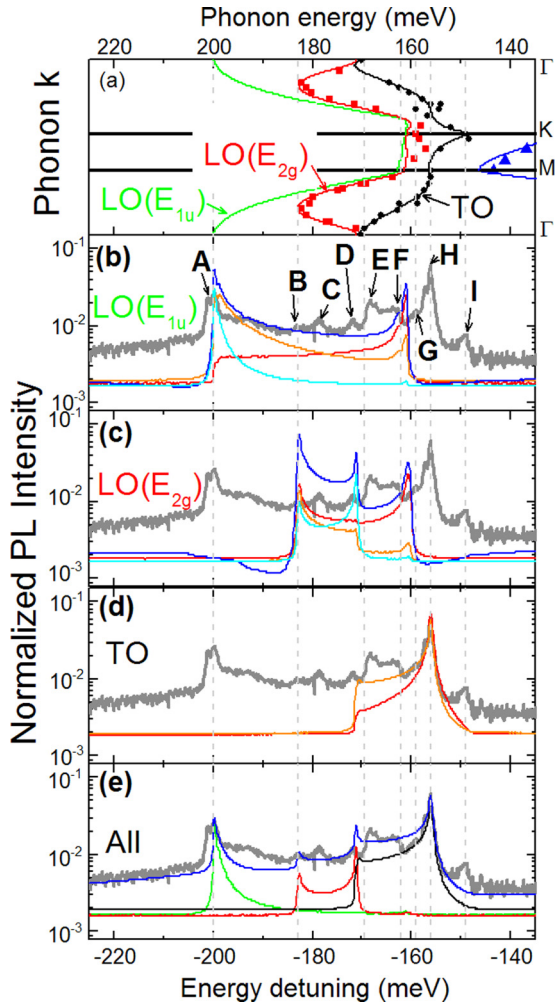 Phonon energy (meV)
220 200 180 160 140
(a)
Γ
K
M
Γ
Phonon k
LO(E2g)
LO(E1u)
TO
10-1
10-2
10-3
(b)
A
B
C
D
E
F
G
H
I
LO(E1u)
10-1
10-2
10-3
(c)
LO(E2g)
10-1
10-2
10-3
(d)
TO
10-1
10-2
10-3
(e)
All
Normalized PL Intensity
-220 -200 -180 -160 -140
Energy detuning (meV)